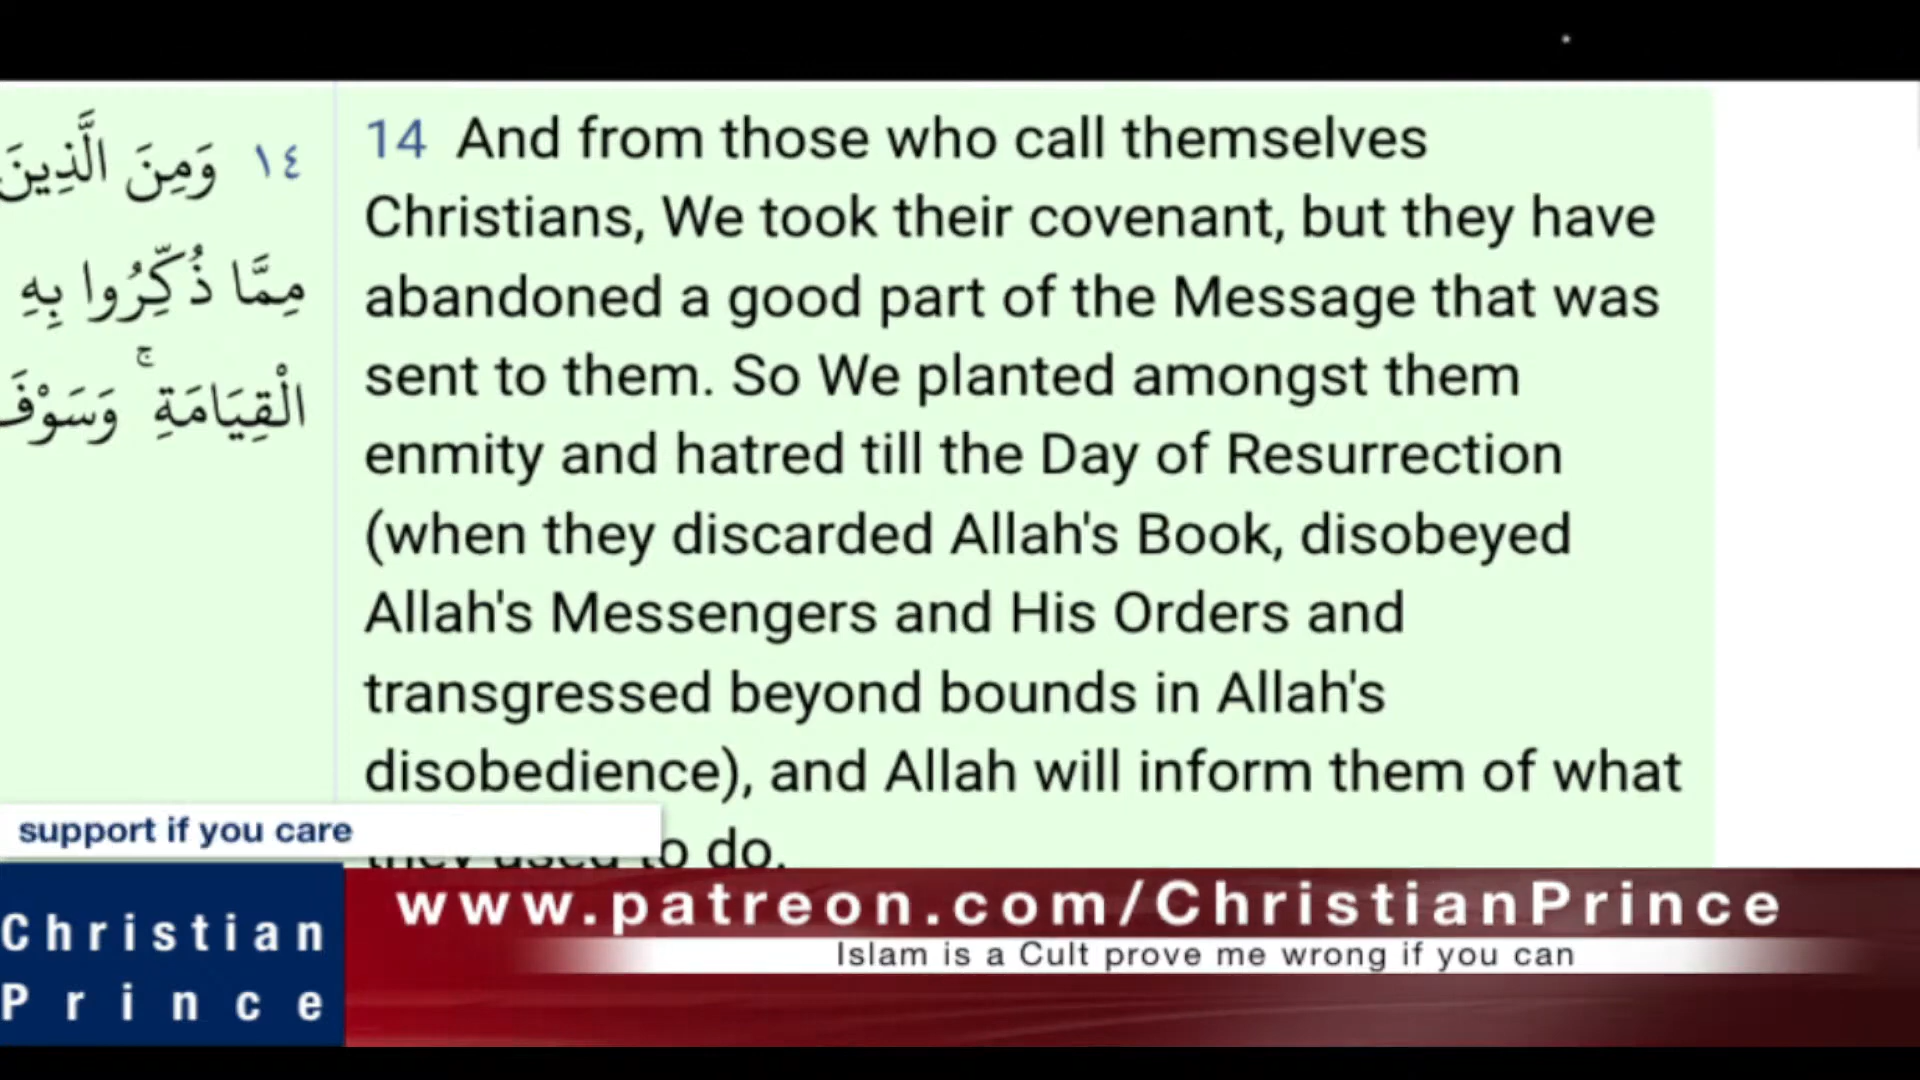 ١٤ وَمِنَ الَّذِينَ
مِمَّا ذُكِّرُوا بِهِ
الْقِيَامَةِ ۚ وَسَوْفَ
14 And from those who call themselves
Christians, We took their covenant, but they have
abandoned a good part of the Message that was
sent to them. So We planted amongst them
enmity and hatred till the Day of Resurrection
(when they discarded Allah's Book, disobeyed
Allah's Messengers and His Orders and
transgressed beyond bounds in Allah's
disobedience), and Allah will inform them of what
they used to do.
support if you care
Christian
Prince
www.patreon.com/ChristianPrince
Islam is a Cult prove me wrong if you can